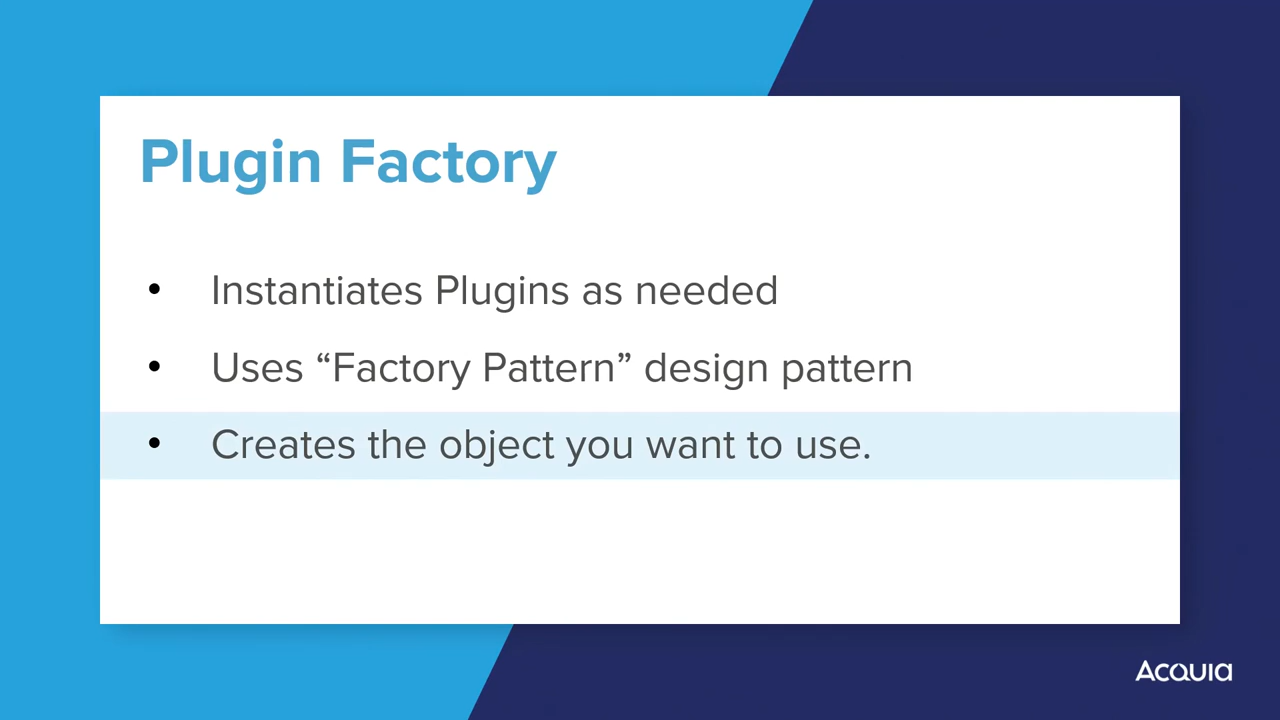 Plugin Factory
• Instantiates Plugins as needed
• Uses “Factory Pattern” design pattern
• Creates the object you want to use.
Acquia